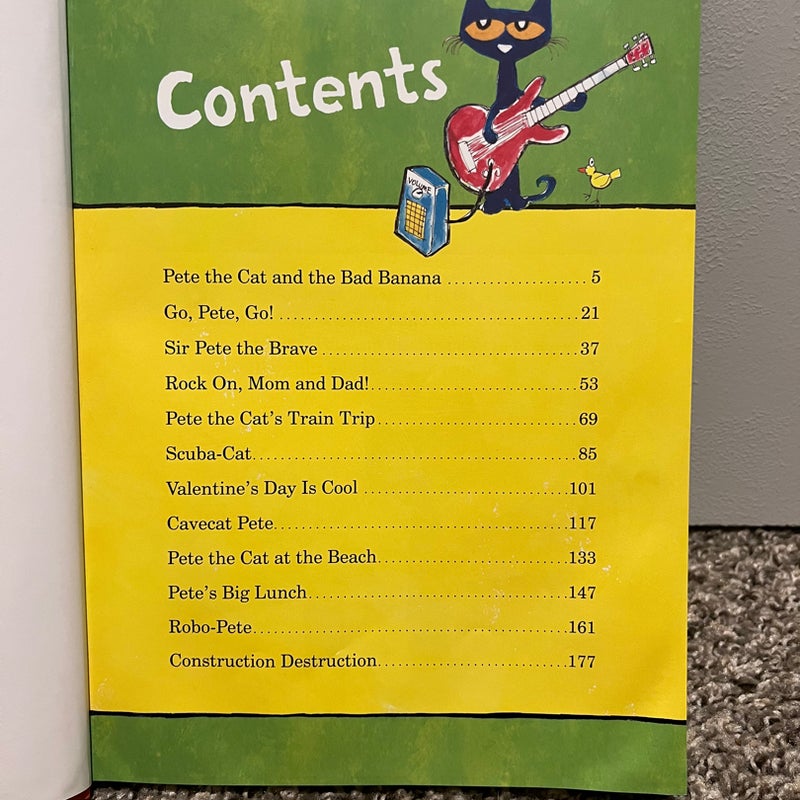 Contents
VOLUME
Pete the Cat and the Bad Banana ..................... 5
Go, Pete, Go! ............................................. 21
Sir Pete the Brave ...................................... 37
Rock On, Mom and Dad!............................... 53
Pete the Cat's Train Trip.............................. 69
Scuba-Cat................................................. 85
Valentine's Day Is Cool ............................... 101
Cavecat Pete............................................. 117
Pete the Cat at the Beach............................. 133
Pete's Big Lunch........................................ 147
Robo-Pete................................................. 161
Construction Destruction............................. 177